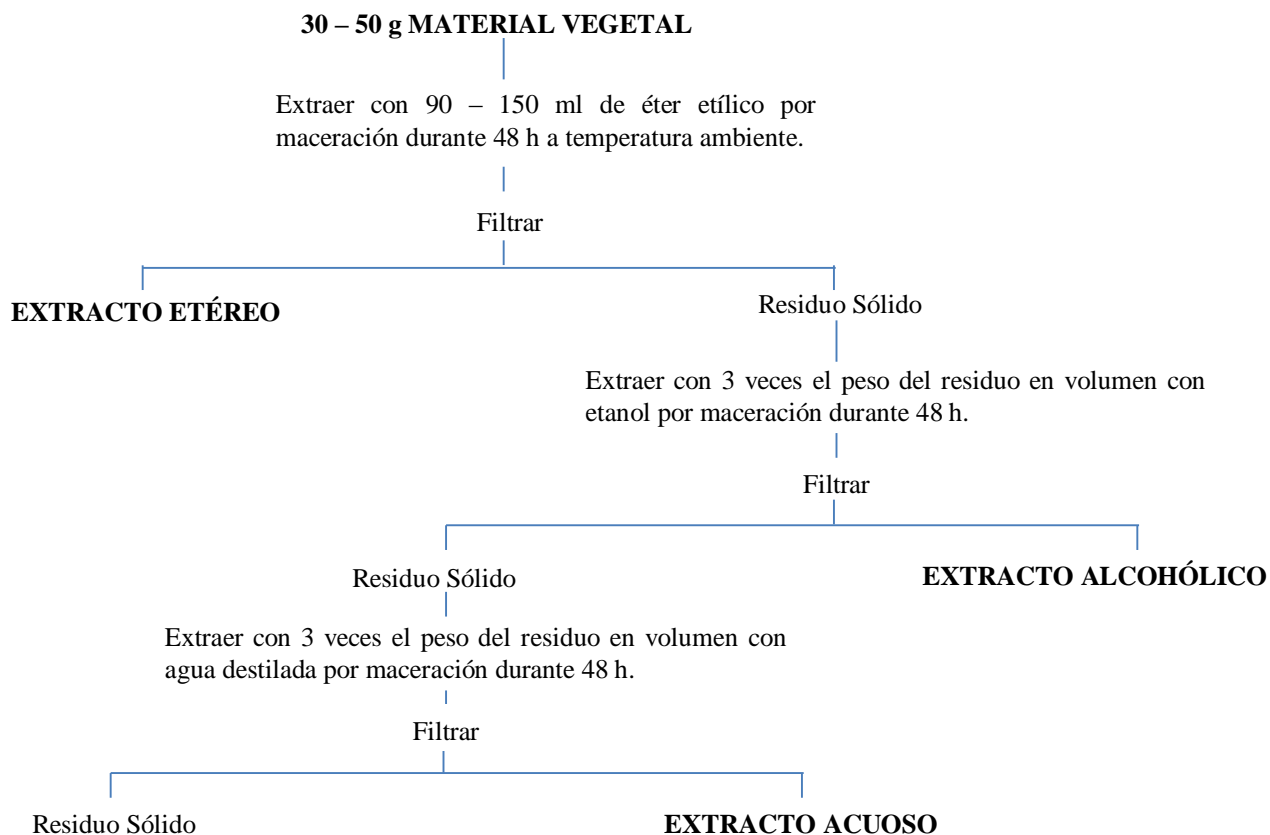 30 – 50 g MATERIAL VEGETAL
Extraer con 90 – 150 ml de éter etílico por
maceración durante 48 h a temperatura ambiente.
Filtrar
EXTRACTO ETÉREO
Residuo Sólido
Extraer con 3 veces el peso del residuo en volumen con
etanol por maceración durante 48 h.
Filtrar
Residuo Sólido
EXTRACTO ALCOHÓLICO
Extraer con 3 veces el peso del residuo en volumen con
agua destilada por maceración durante 48 h.
Filtrar
Residuo Sólido
EXTRACTO ACUOSO